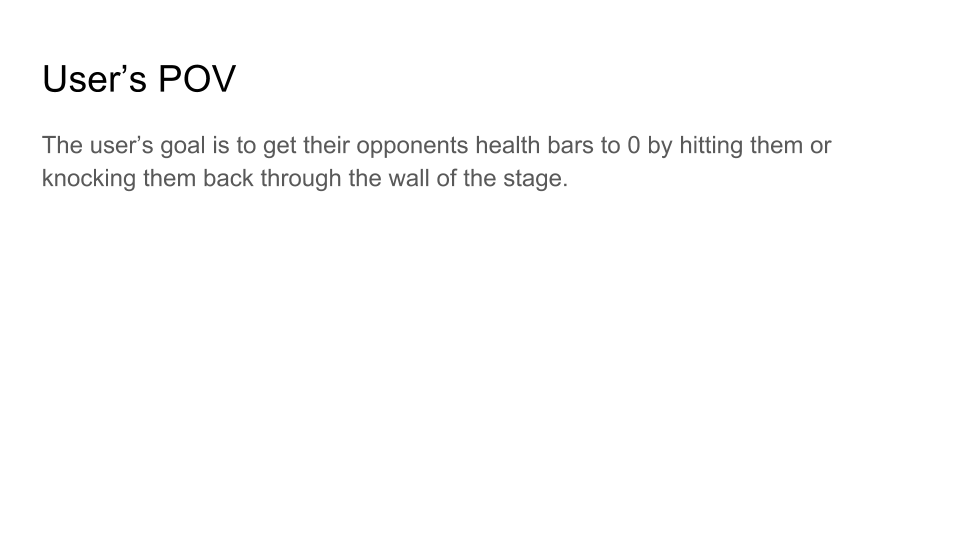 User’s POV
The user’s goal is to get their opponents health bars to 0 by hitting them or
knocking them back through the wall of the stage.